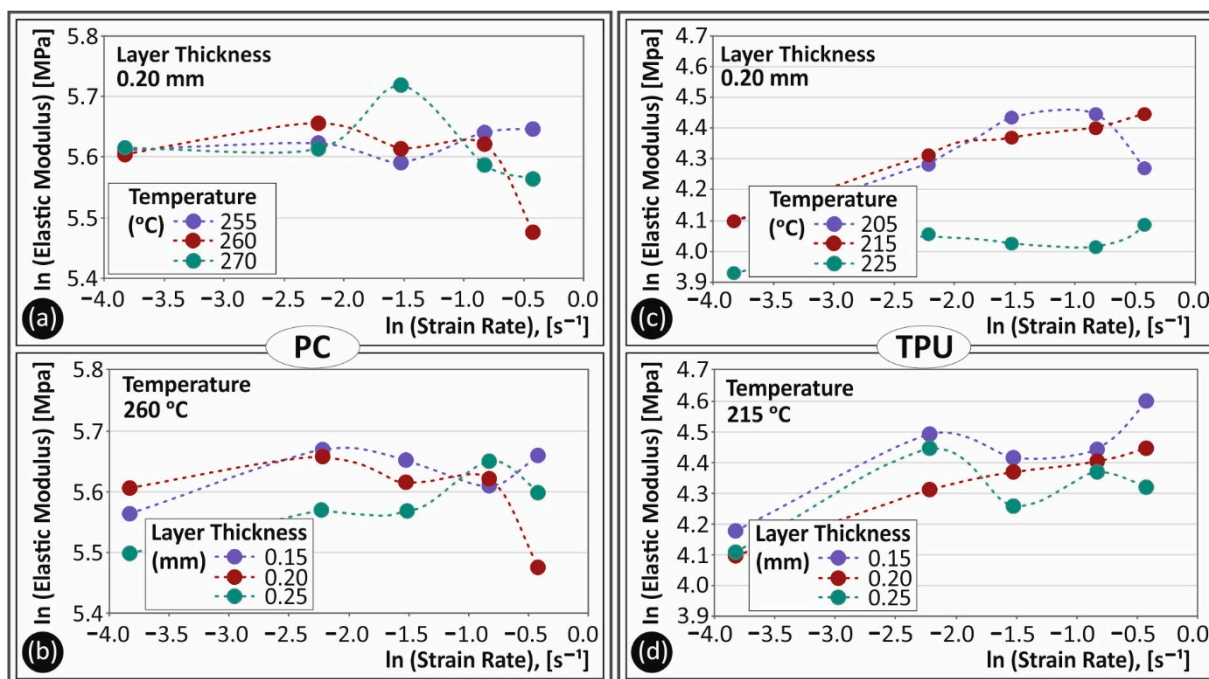 ln (Elastic Modulus) [MPa]
5.8
5.7
5.6
5.5
5.4
Layer Thickness
0.20 mm
Temperature
(ºC)
255
260
270
−4.0 −3.5 −3.0 −2.5 −2.0 −1.5 −1.0 −0.5 0.0
ln (Strain Rate), [s⁻¹]
(a)
PC
ln (Elastic Modulus) [Mpa]
5.8
5.7
5.6
5.5
5.4
Temperature
260 ºC
Layer Thickness
(mm)
0.15
0.20
0.25
−4.0 −3.5 −3.0 −2.5 −2.0 −1.5 −1.0 −0.5 0.0
ln (Strain Rate), [s⁻¹]
(b)
ln (Elastic Modulus) [Mpa]
4.7
4.6
4.5
4.4
4.3
4.2
4.1
4.0
3.9
Layer Thickness
0.20 mm
Temperature
(ºC)
205
215
225
−4.0 −3.5 −3.0 −2.5 −2.0 −1.5 −1.0 −0.5 0.0
ln (Strain Rate), [s⁻¹]
(c)
TPU
ln (Elastic Modulus) [Mpa]
4.7
4.6
4.5
4.4
4.3
4.2
4.1
4.0
3.9
Temperature
215 ºC
Layer Thickness
(mm)
0.15
0.20
0.25
−4.0 −3.5 −3.0 −2.5 −2.0 −1.5 −1.0 −0.5 0.0
ln (Strain Rate), [s⁻¹]
(d)